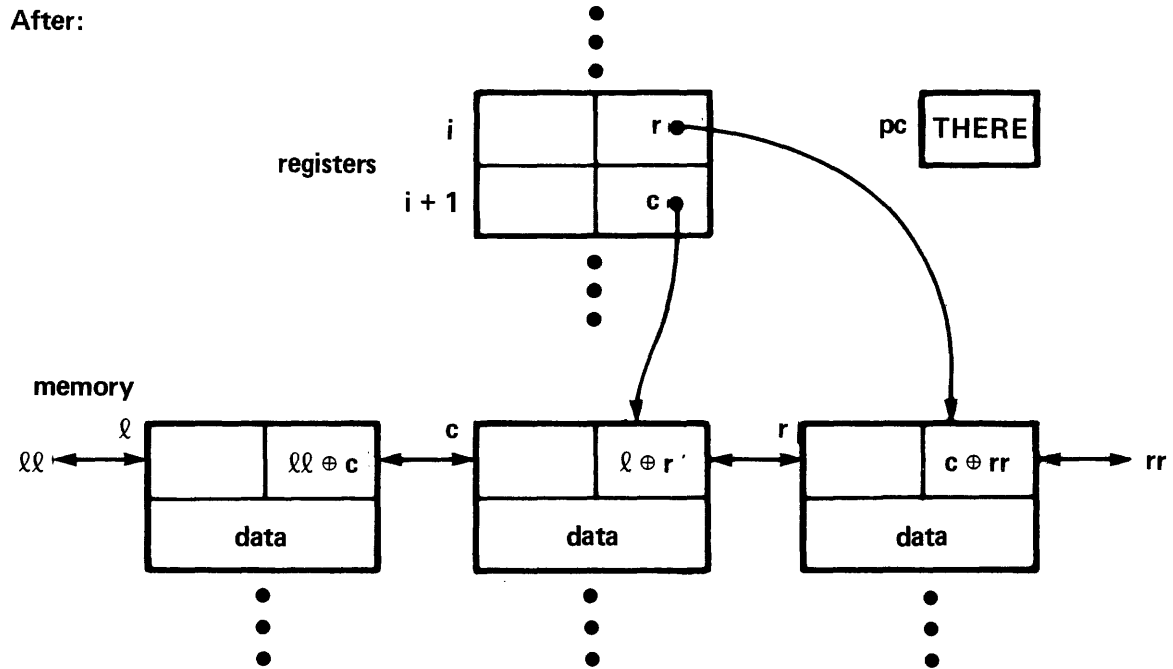 After:
i
r
pc
THERE
registers
i + 1
c
memory
ℓ
c
r
ℓℓ
ℓℓ ⊕ c
ℓ ⊕ r
c ⊕ rr
rr
data
data
data